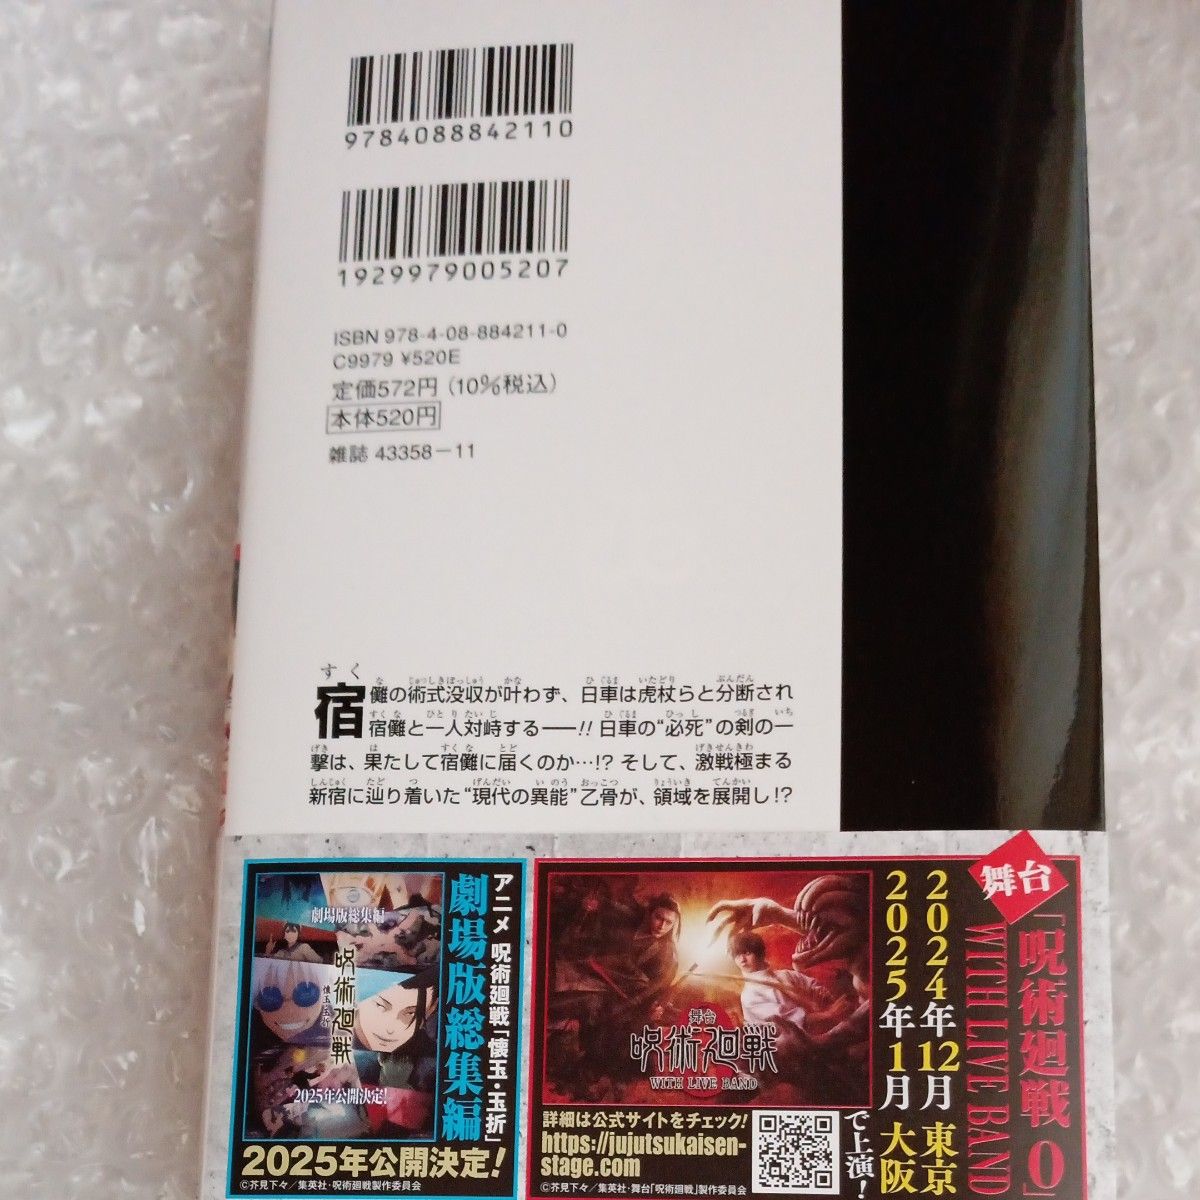 9784088842110
1929979005207
ISBN 978-4-08-884211-0
C9979 ¥520E
定価572円 (10%税込)
本体520円
雑誌 43358-11
宿儺の術式没収が叶わず、日車は虎杖らと分断され
宿儺と一人対峙する——!! 日車の“必死”の剣の一
撃は、果たして宿儺に届くのか…!? そして、激戦極まる
新宿に辿り着いた“現代の異能”乙骨が、領域を展開し!?
アニメ 呪術廻戦「懐玉・玉折」
劇場版総集編
劇場版総集編
呪術廻戦
懐玉・玉折
2025年公開決定!
2025年公開決定!
©芥見下々/集英社・呪術廻戦製作委員会
舞台
「呪術廻戦 0」
WITH LIVE BAND
2024年12月 東京
2025年1月 大阪
で上演!
舞台
呪術廻戦
WITH LIVE BAND
詳細は公式サイトをチェック!
https://jujutsukaisen-
stage.com
©芥見下々/集英社・舞台「呪術廻戦」製作委員会